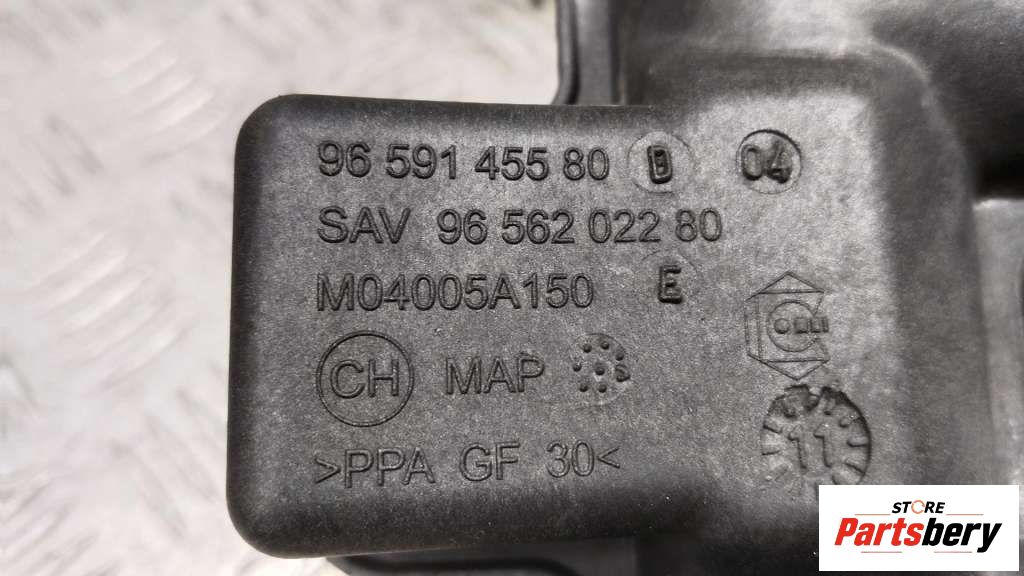 96 591 455 80 D 04
SAV 96 562 022 80
M04005A150 E
CH MAP
>PPA GF 30<
11
STORE
Partsbery